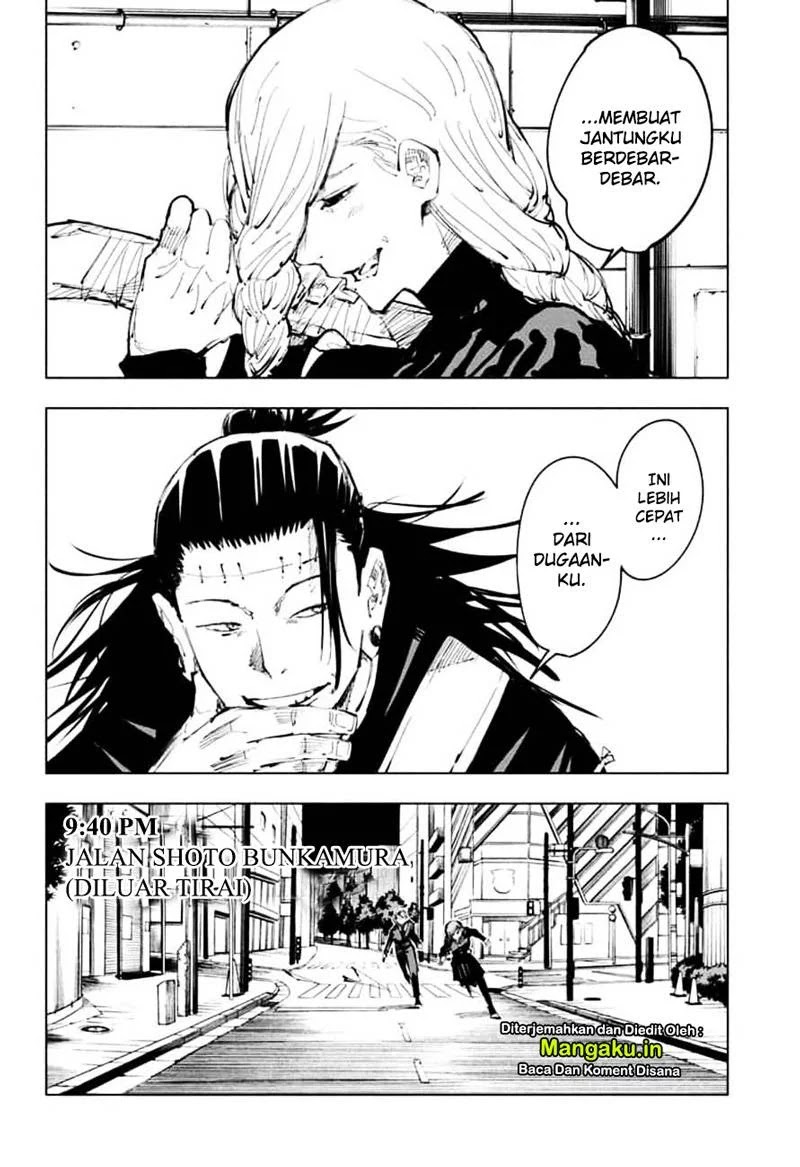 ...MEMBUAT
JANTUNGKU
BERDEBAR-
DEBAR.
INI
LEBIH
CEPAT
...
...
DARI
DUGAAN-
KU.
9:40 PM
JALAN SHOTO BUNKAMURA
(DILUAR TIRAI)
Diterjemahkan dan Diedit Oleh :
Mangaku.in
Baca Dan Koment Disana